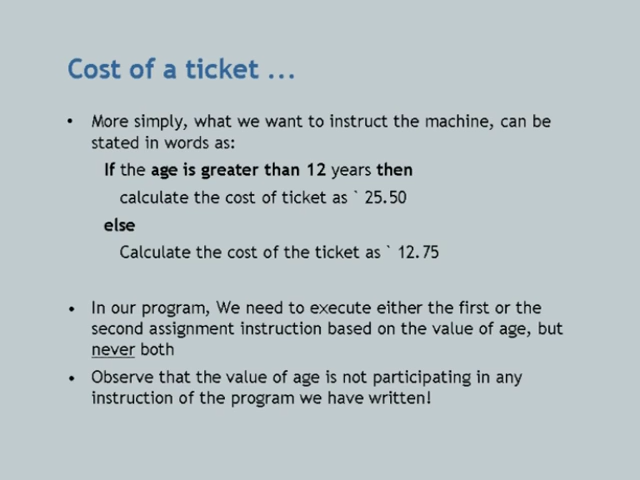 Cost of a ticket ...
• More simply, what we want to instruct the machine, can be
stated in words as:
If the age is greater than 12 years then
calculate the cost of ticket as ` 25.50
else
Calculate the cost of the ticket as ` 12.75
• In our program, We need to execute either the first or the
second assignment instruction based on the value of age, but
never both
• Observe that the value of age is not participating in any
instruction of the program we have written!